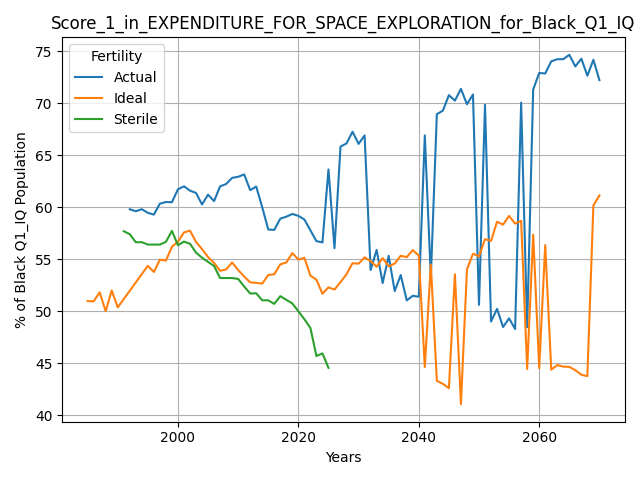 Score_1_in_EXPENDITURE_FOR_SPACE_EXPLORATION_for_Black_Q1_IQ
Fertility
Actual
Ideal
Sterile
% of Black Q1_IQ Population
75
70
65
60
55
50
45
40
2000
2020
2040
2060
Years